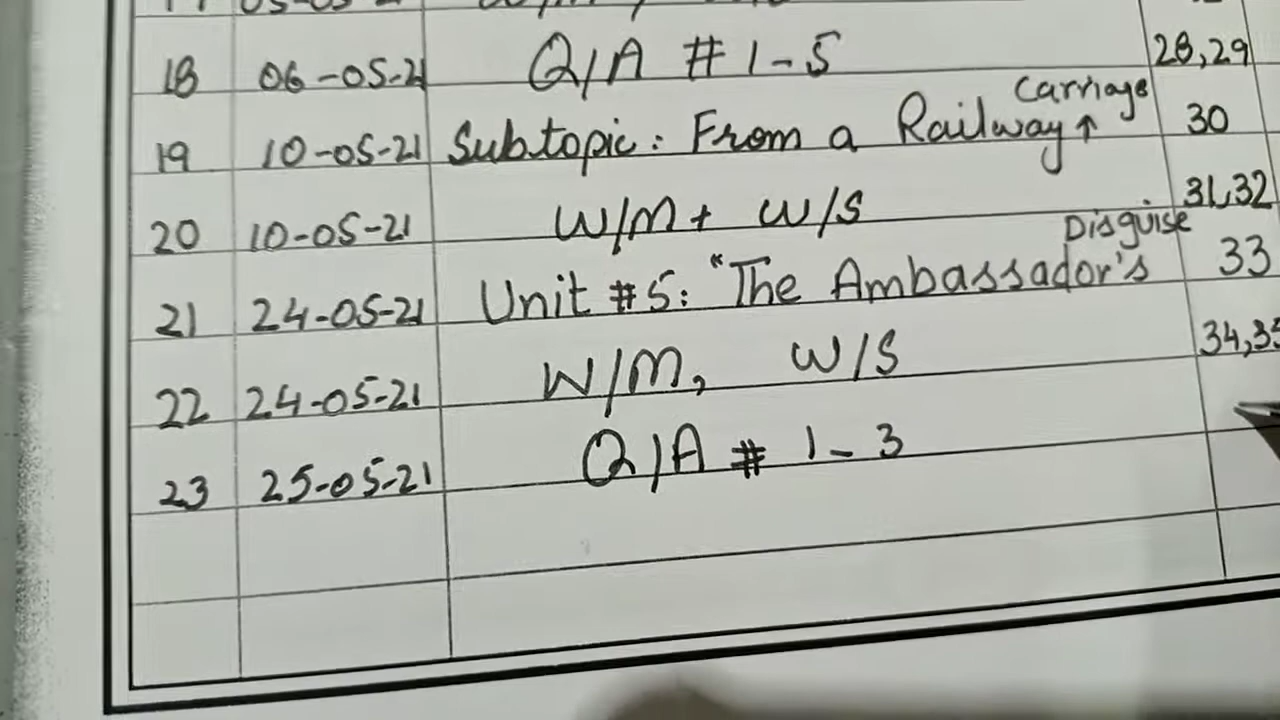 18 06-05-21 Q/A # 1-5 28,29
19 10-05-21 Subtopic: From a Railway ↑ Carriage 30
20 10-05-21 W/M + W/S 31,32
21 24-05-21 Unit #5: "The Ambassador's Disguise 33
22 24-05-21 W/M, W/S 34,35
23 25-05-21 Q/A # 1-3